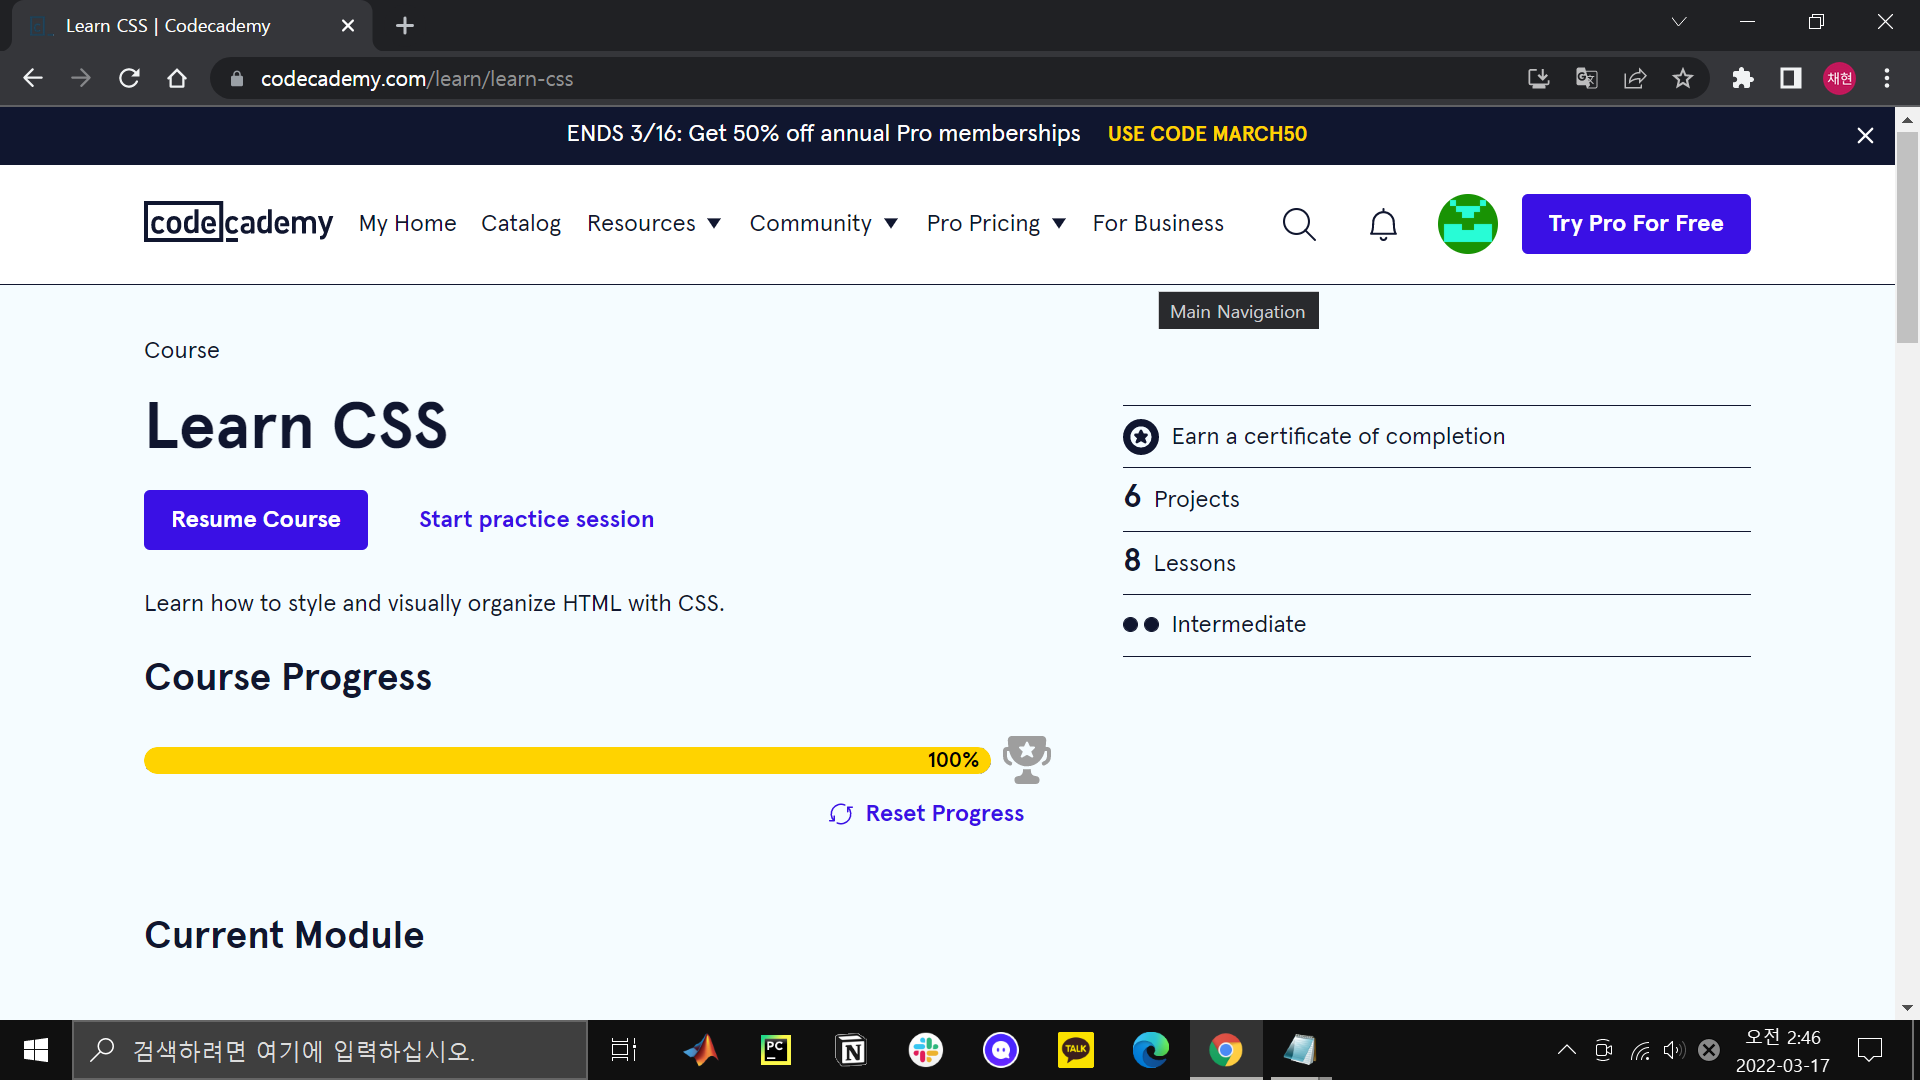 Learn CSS | Codecademy
codecademy.com/learn/learn-css
채현
ENDS 3/16: Get 50% off annual Pro memberships USE CODE MARCH50
codecademy My Home Catalog Resources Community Pro Pricing For Business Try Pro For Free
Main Navigation
Course
Learn CSS
Resume Course Start practice session
Learn how to style and visually organize HTML with CSS.
Course Progress
100%
Reset Progress
Current Module
Earn a certificate of completion
6 Projects
8 Lessons
Intermediate
검색하려면 여기에 입력하십시오.
PC
N
TALK
오전 2:46
2022-03-17